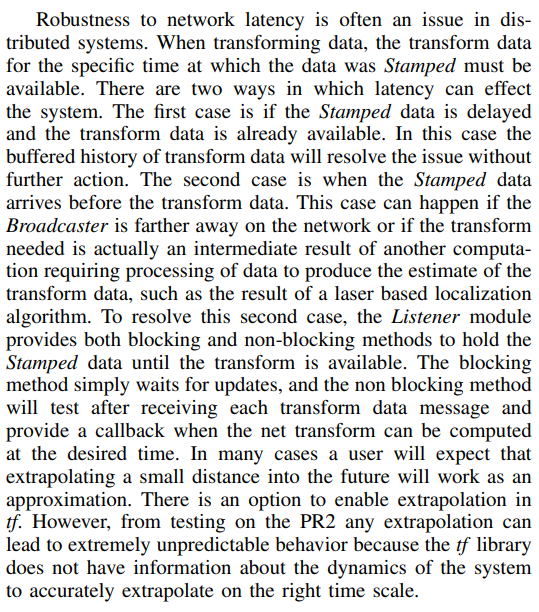 Robustness to network latency is often an issue in dis-
tributed systems. When transforming data, the transform data
for the specific time at which the data was Stamped must be
available. There are two ways in which latency can effect
the system. The first case is if the Stamped data is delayed
and the transform data is already available. In this case the
buffered history of transform data will resolve the issue without
further action. The second case is when the Stamped data
arrives before the transform data. This case can happen if the
Broadcaster is farther away on the network or if the transform
needed is actually an intermediate result of another computa-
tion requiring processing of data to produce the estimate of the
transform data, such as the result of a laser based localization
algorithm. To resolve this second case, the Listener module
provides both blocking and non-blocking methods to hold the
Stamped data until the transform is available. The blocking
method simply waits for updates, and the non blocking method
will test after receiving each transform data message and
provide a callback when the net transform can be computed
at the desired time. In many cases a user will expect that
extrapolating a small distance into the future will work as an
approximation. There is an option to enable extrapolation in
tf. However, from testing on the PR2 any extrapolation can
lead to extremely unpredictable behavior because the tf library
does not have information about the dynamics of the system
to accurately extrapolate on the right time scale.